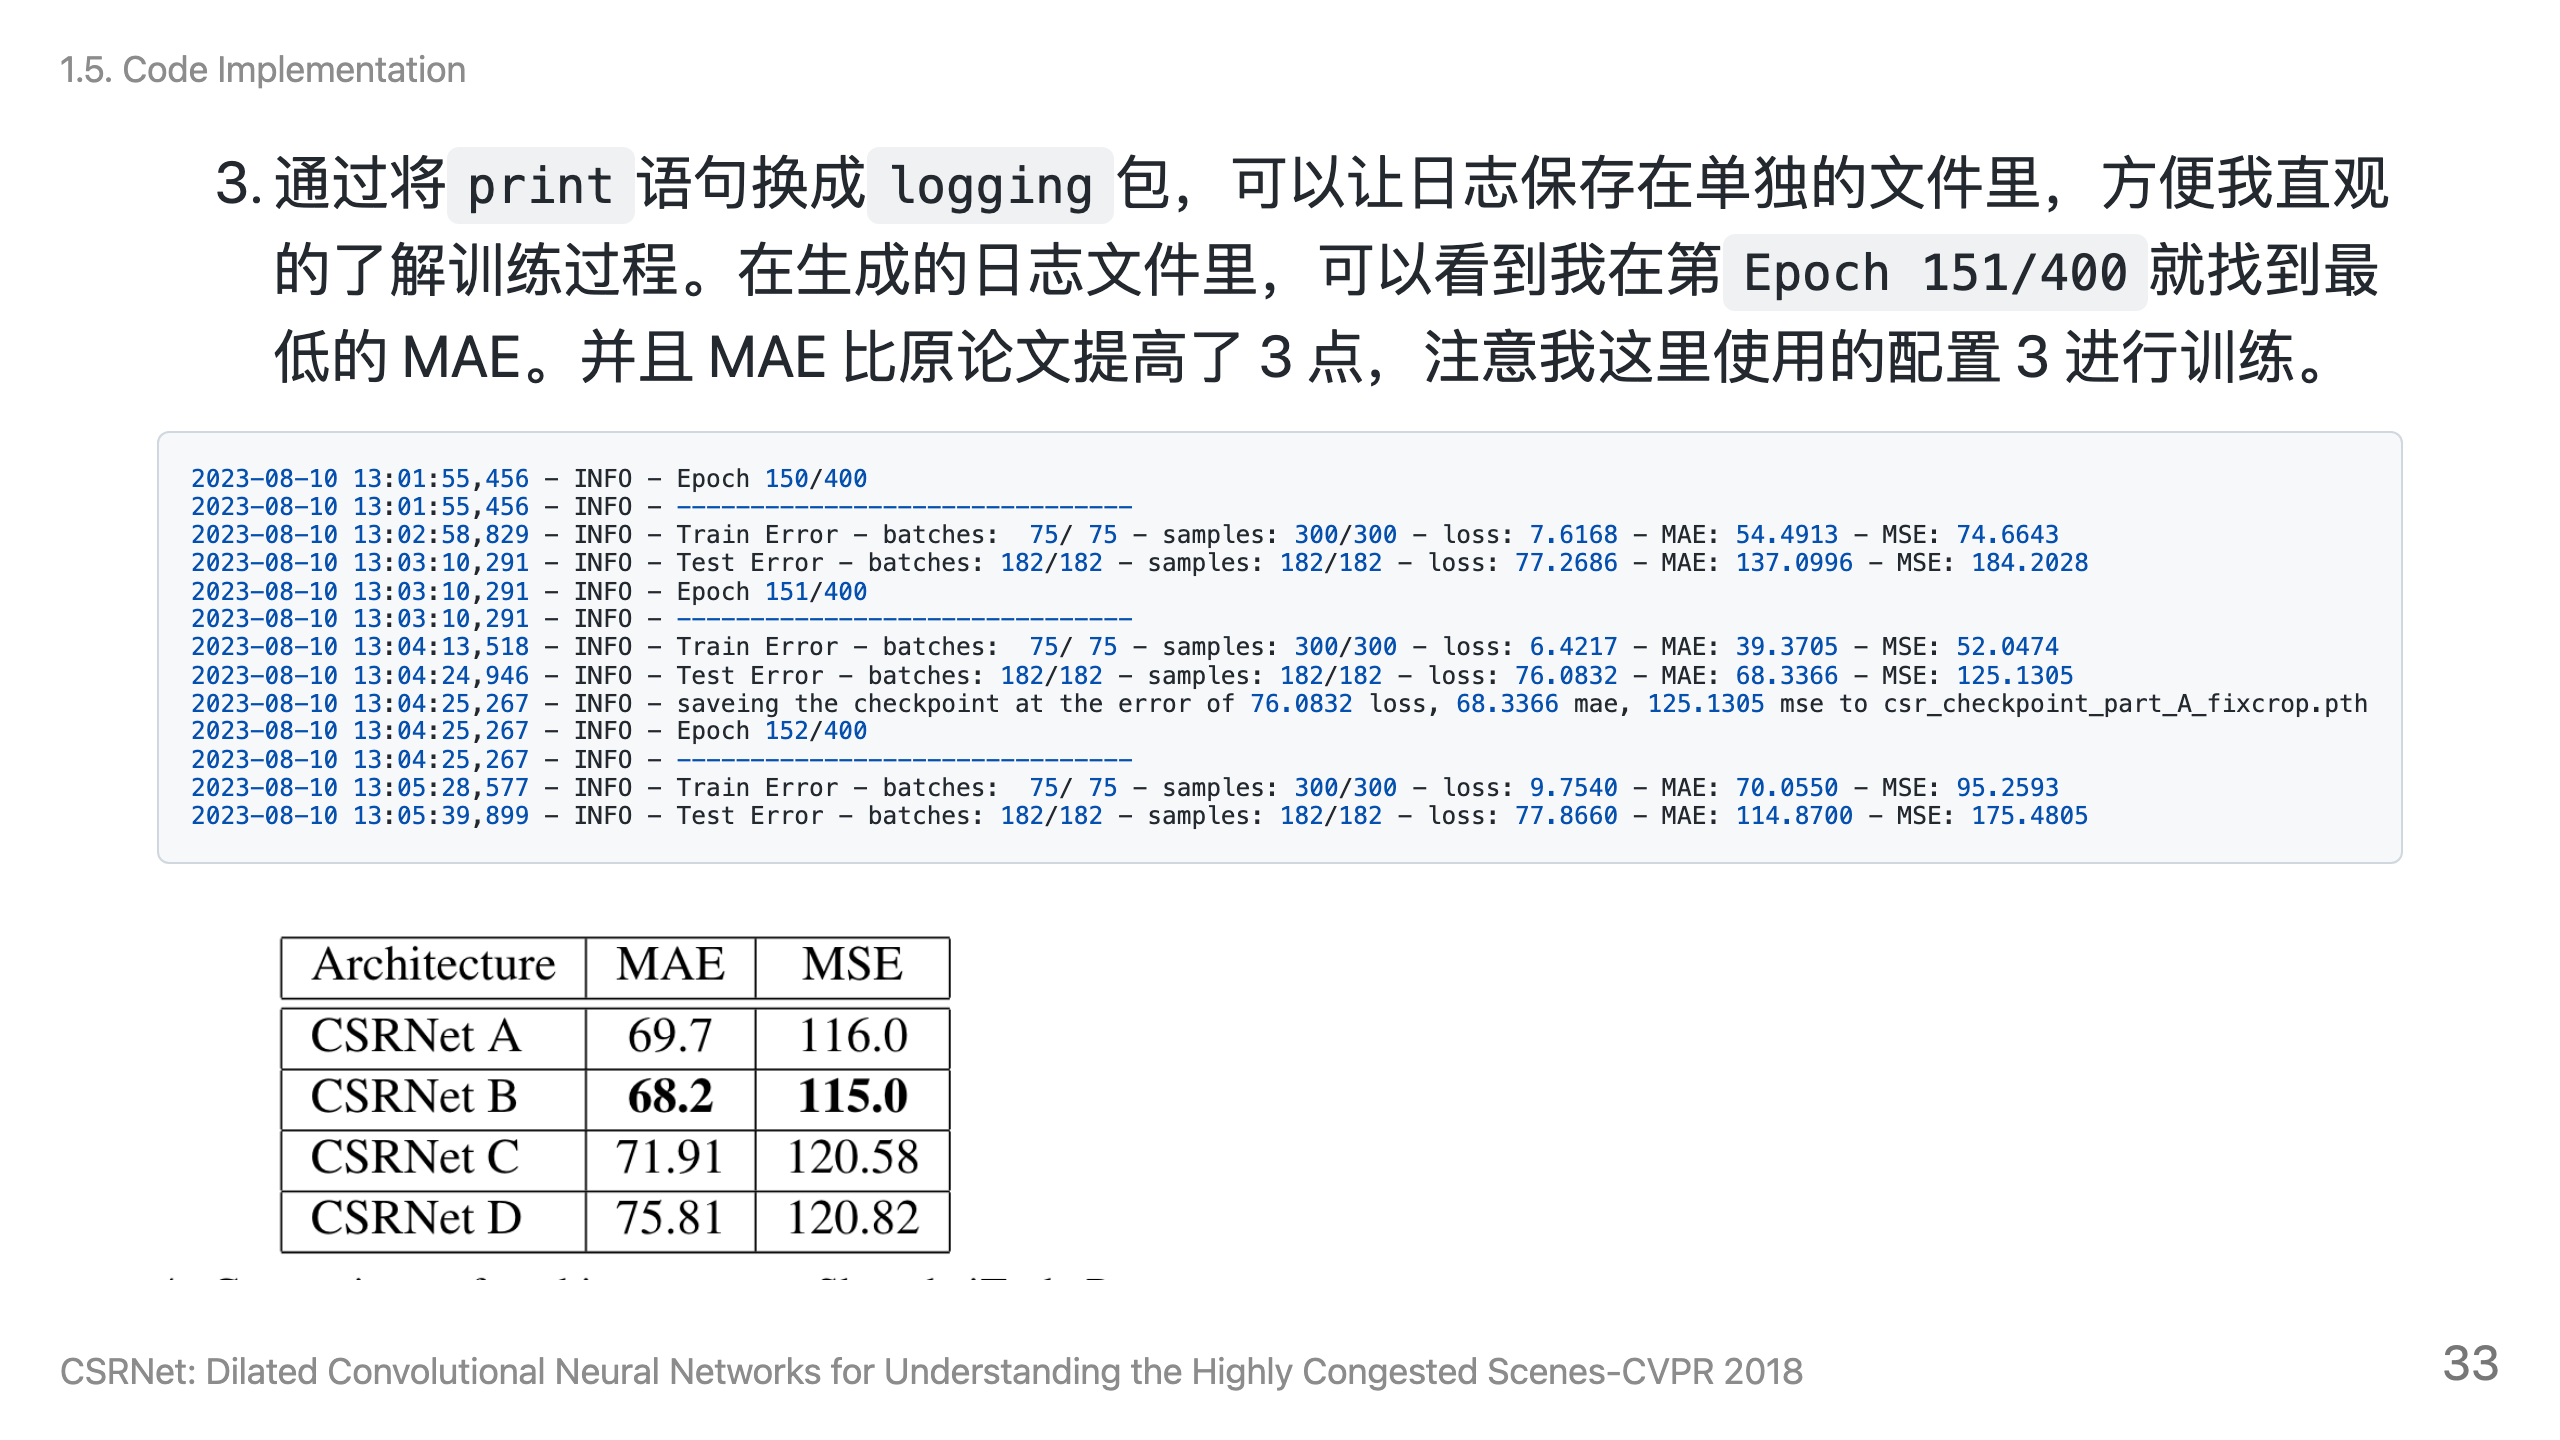 1.5. Code Implementation
3. 通过将 print 语句换成 logging 包，可以让日志保存在单独的文件里，方便我直观
的了解训练过程。在生成的日志文件里，可以看到我在第 Epoch 151/400 就找到最
低的 MAE。并且 MAE 比原论文提高了 3 点，注意我这里使用的配置 3 进行训练。
2023-08-10 13:01:55,456 - INFO - Epoch 150/400
2023-08-10 13:01:55,456 - INFO - -------------------------------
2023-08-10 13:02:58,829 - INFO - Train Error - batches:  75/ 75 - samples: 300/300 - loss: 7.6168 - MAE: 54.4913 - MSE: 74.6643
2023-08-10 13:03:10,291 - INFO - Test Error - batches: 182/182 - samples: 182/182 - loss: 77.2686 - MAE: 137.0996 - MSE: 184.2028
2023-08-10 13:03:10,291 - INFO - Epoch 151/400
2023-08-10 13:03:10,291 - INFO - -------------------------------
2023-08-10 13:04:13,518 - INFO - Train Error - batches:  75/ 75 - samples: 300/300 - loss: 6.4217 - MAE: 39.3705 - MSE: 52.0474
2023-08-10 13:04:24,946 - INFO - Test Error - batches: 182/182 - samples: 182/182 - loss: 76.0832 - MAE: 68.3366 - MSE: 125.1305
2023-08-10 13:04:25,267 - INFO - saveing the checkpoint at the error of 76.0832 loss, 68.3366 mae, 125.1305 mse to csr_checkpoint_part_A_fixcrop.pth
2023-08-10 13:04:25,267 - INFO - Epoch 152/400
2023-08-10 13:04:25,267 - INFO - -------------------------------
2023-08-10 13:05:28,577 - INFO - Train Error - batches:  75/ 75 - samples: 300/300 - loss: 9.7540 - MAE: 70.0550 - MSE: 95.2593
2023-08-10 13:05:39,899 - INFO - Test Error - batches: 182/182 - samples: 182/182 - loss: 77.8660 - MAE: 114.8700 - MSE: 175.4805
Architecture MAE MSE
CSRNet A 69.7 116.0
CSRNet B 68.2 115.0
CSRNet C 71.91 120.58
CSRNet D 75.81 120.82
CSRNet: Dilated Convolutional Neural Networks for Understanding the Highly Congested Scenes-CVPR 2018
33